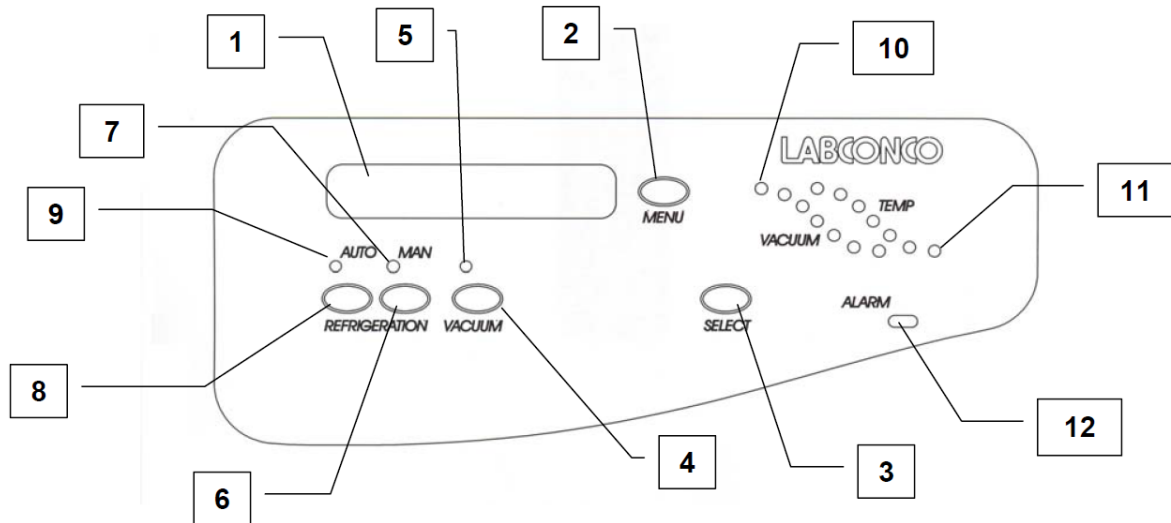 1
5
2
10
7
LABCONCO
11
9
MENU
TEMP
VACUUM
AUTO MAN
ALARM
REFRIGERATION VACUUM
SELECT
8
12
6
4
3